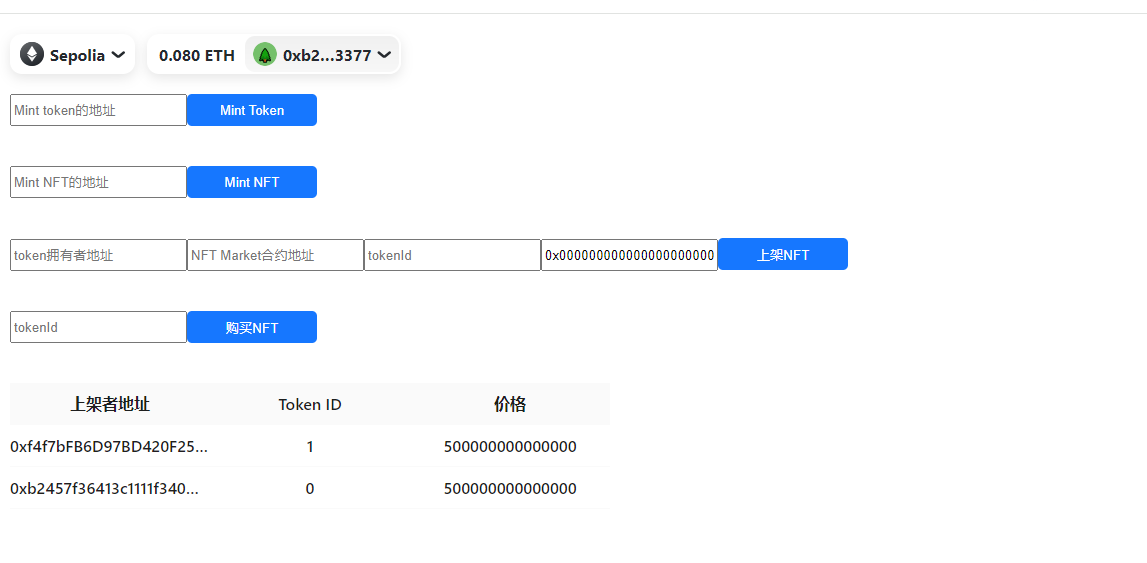 Sepolia 0.080 ETH 0xb2...3377
Mint token的地址 Mint Token
Mint NFT的地址 Mint NFT
token拥有者地址 NFT Market合约地址 tokenId 0x00000000000000000000000 上架NFT
tokenId 购买NFT
上架者地址 Token ID 价格
0xf4f7bFB6D97BD420F25... 1 500000000000000
0xb2457f36413c1111f340... 0 500000000000000